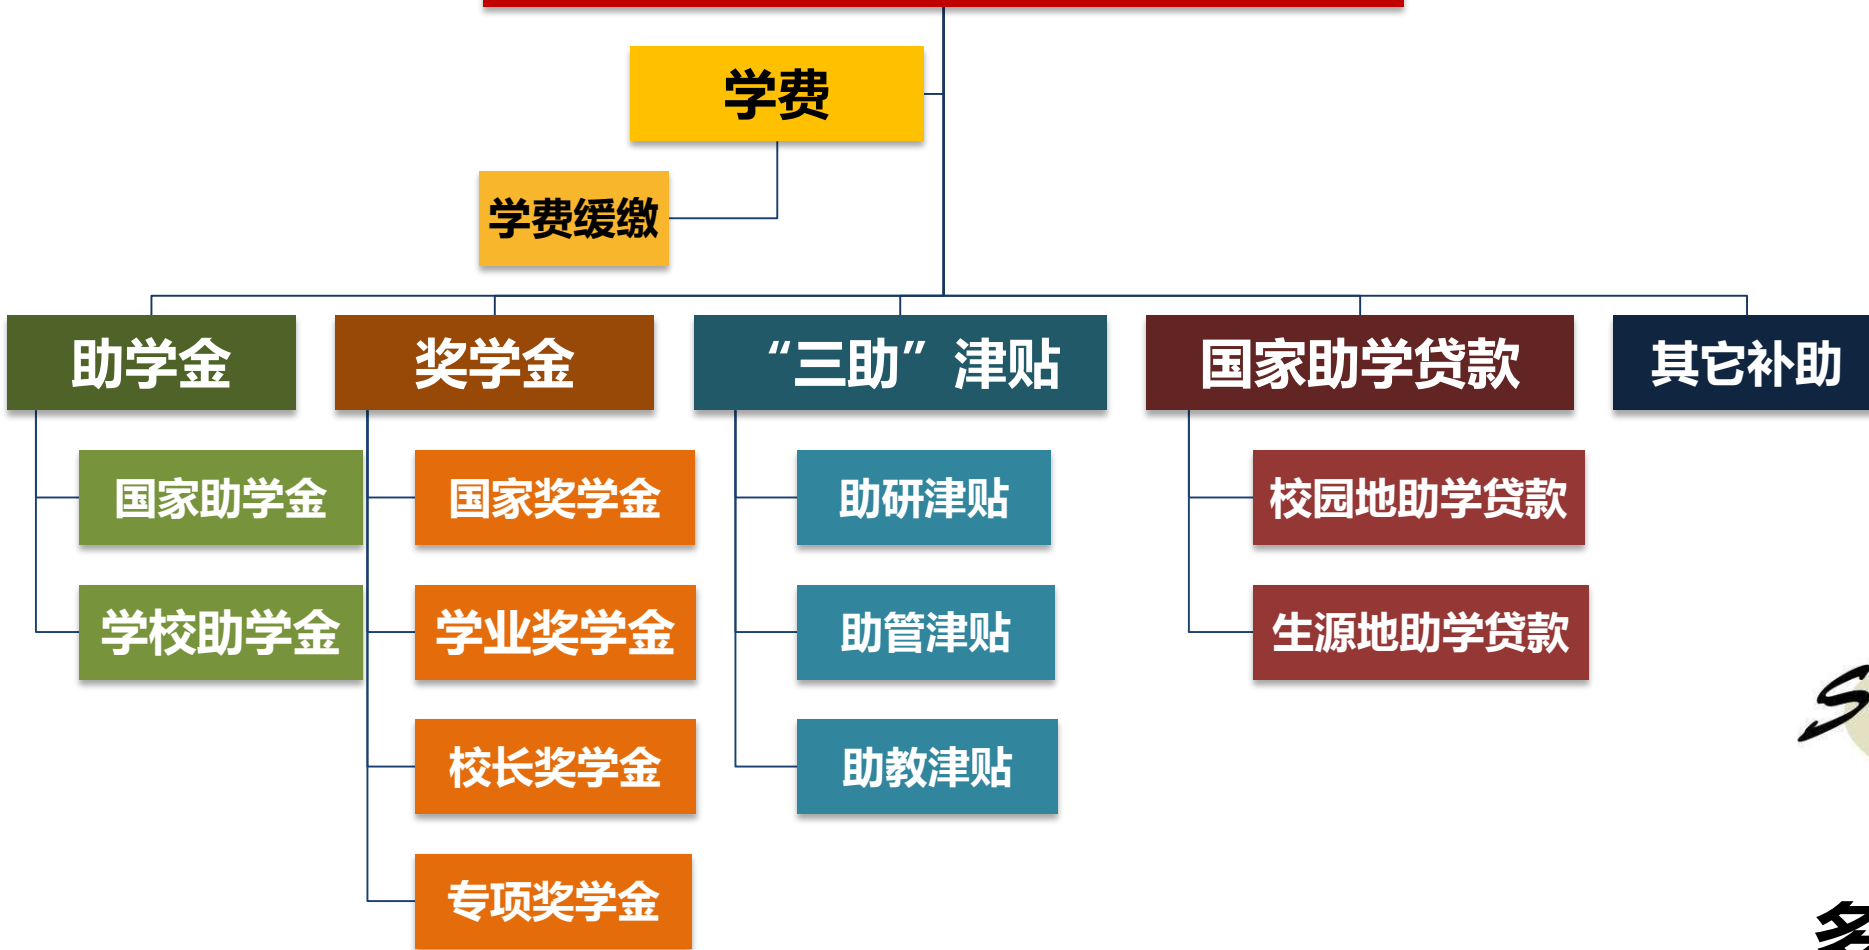 学费
学费缓缴
助学金
奖学金
“三助”津贴
国家助学贷款
其它补助
国家助学金
国家奖学金
助研津贴
校园地助学贷款
学校助学金
学业奖学金
助管津贴
生源地助学贷款
校长奖学金
助教津贴
专项奖学金
S